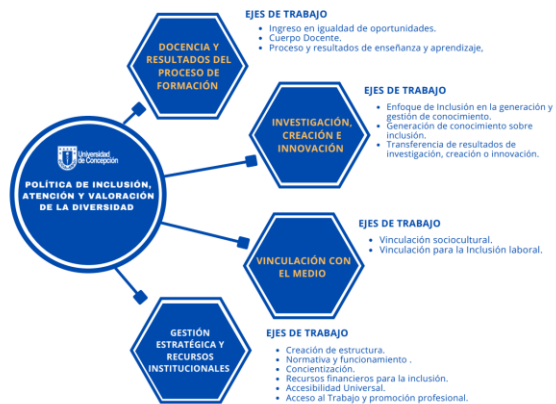 Universidad
de Concepción
POLÍTICA DE INCLUSIÓN,
ATENCIÓN Y VALORACIÓN
DE LA DIVERSIDAD
DOCENCIA Y
RESULTADOS DEL
PROCESO DE
FORMACIÓN
EJES DE TRABAJO
• Ingreso en igualdad de oportunidades.
• Cuerpo Docente.
• Proceso y resultados de enseñanza y aprendizaje,
INVESTIGACIÓN,
CREACIÓN E
INNOVACIÓN
EJES DE TRABAJO
• Enfoque de Inclusión en la generación y
gestión de conocimiento.
• Generación de conocimiento sobre
inclusión.
• Transferencia de resultados de
investigación, creación o innovación.
VINCULACIÓN CON
EL MEDIO
EJES DE TRABAJO
• Vinculación sociocultural.
• Vinculación para la Inclusión laboral.
GESTIÓN
ESTRATÉGICA Y
RECURSOS
INSTITUCIONALES
EJES DE TRABAJO
• Creación de estructura.
• Normativa y funcionamiento .
• Concientización.
• Recursos financieros para la inclusión.
• Accesibilidad Universal.
• Acceso al Trabajo y promoción profesional.